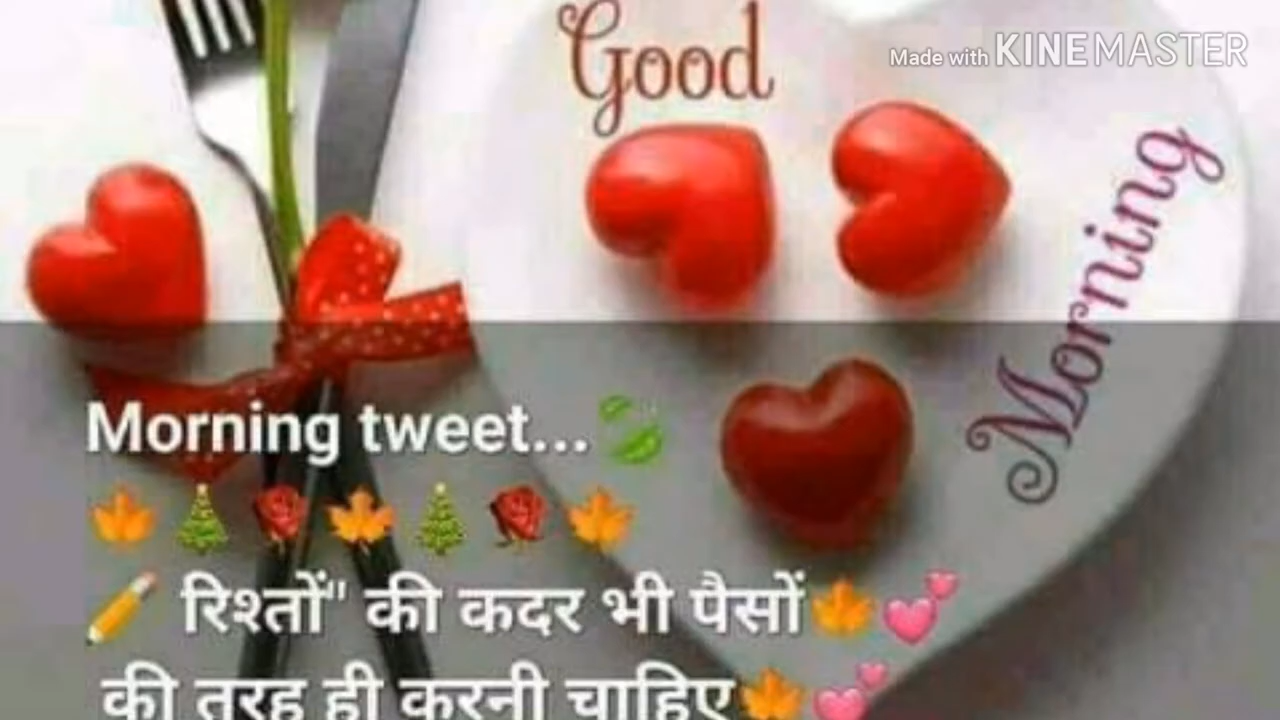 Good
Made with KINEMASTER
Morning
Morning tweet...
रिश्तों" की कदर भी पैसों
की तरह ही करनी चाहिए